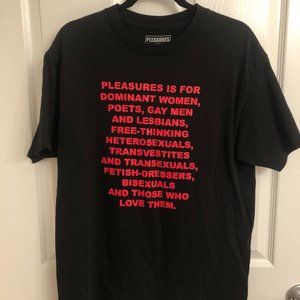 PLEASURES
PLEASURES IS FOR
DOMINANT WOMEN,
POETS, GAY MEN
AND LESBIANS,
FREE-THINKING
HETEROSEXUALS,
TRANSVESTITES
AND TRANSEXUALS,
FETISH-DRESSERS,
BISEXUALS
AND THOSE WHO
LOVE THEM.